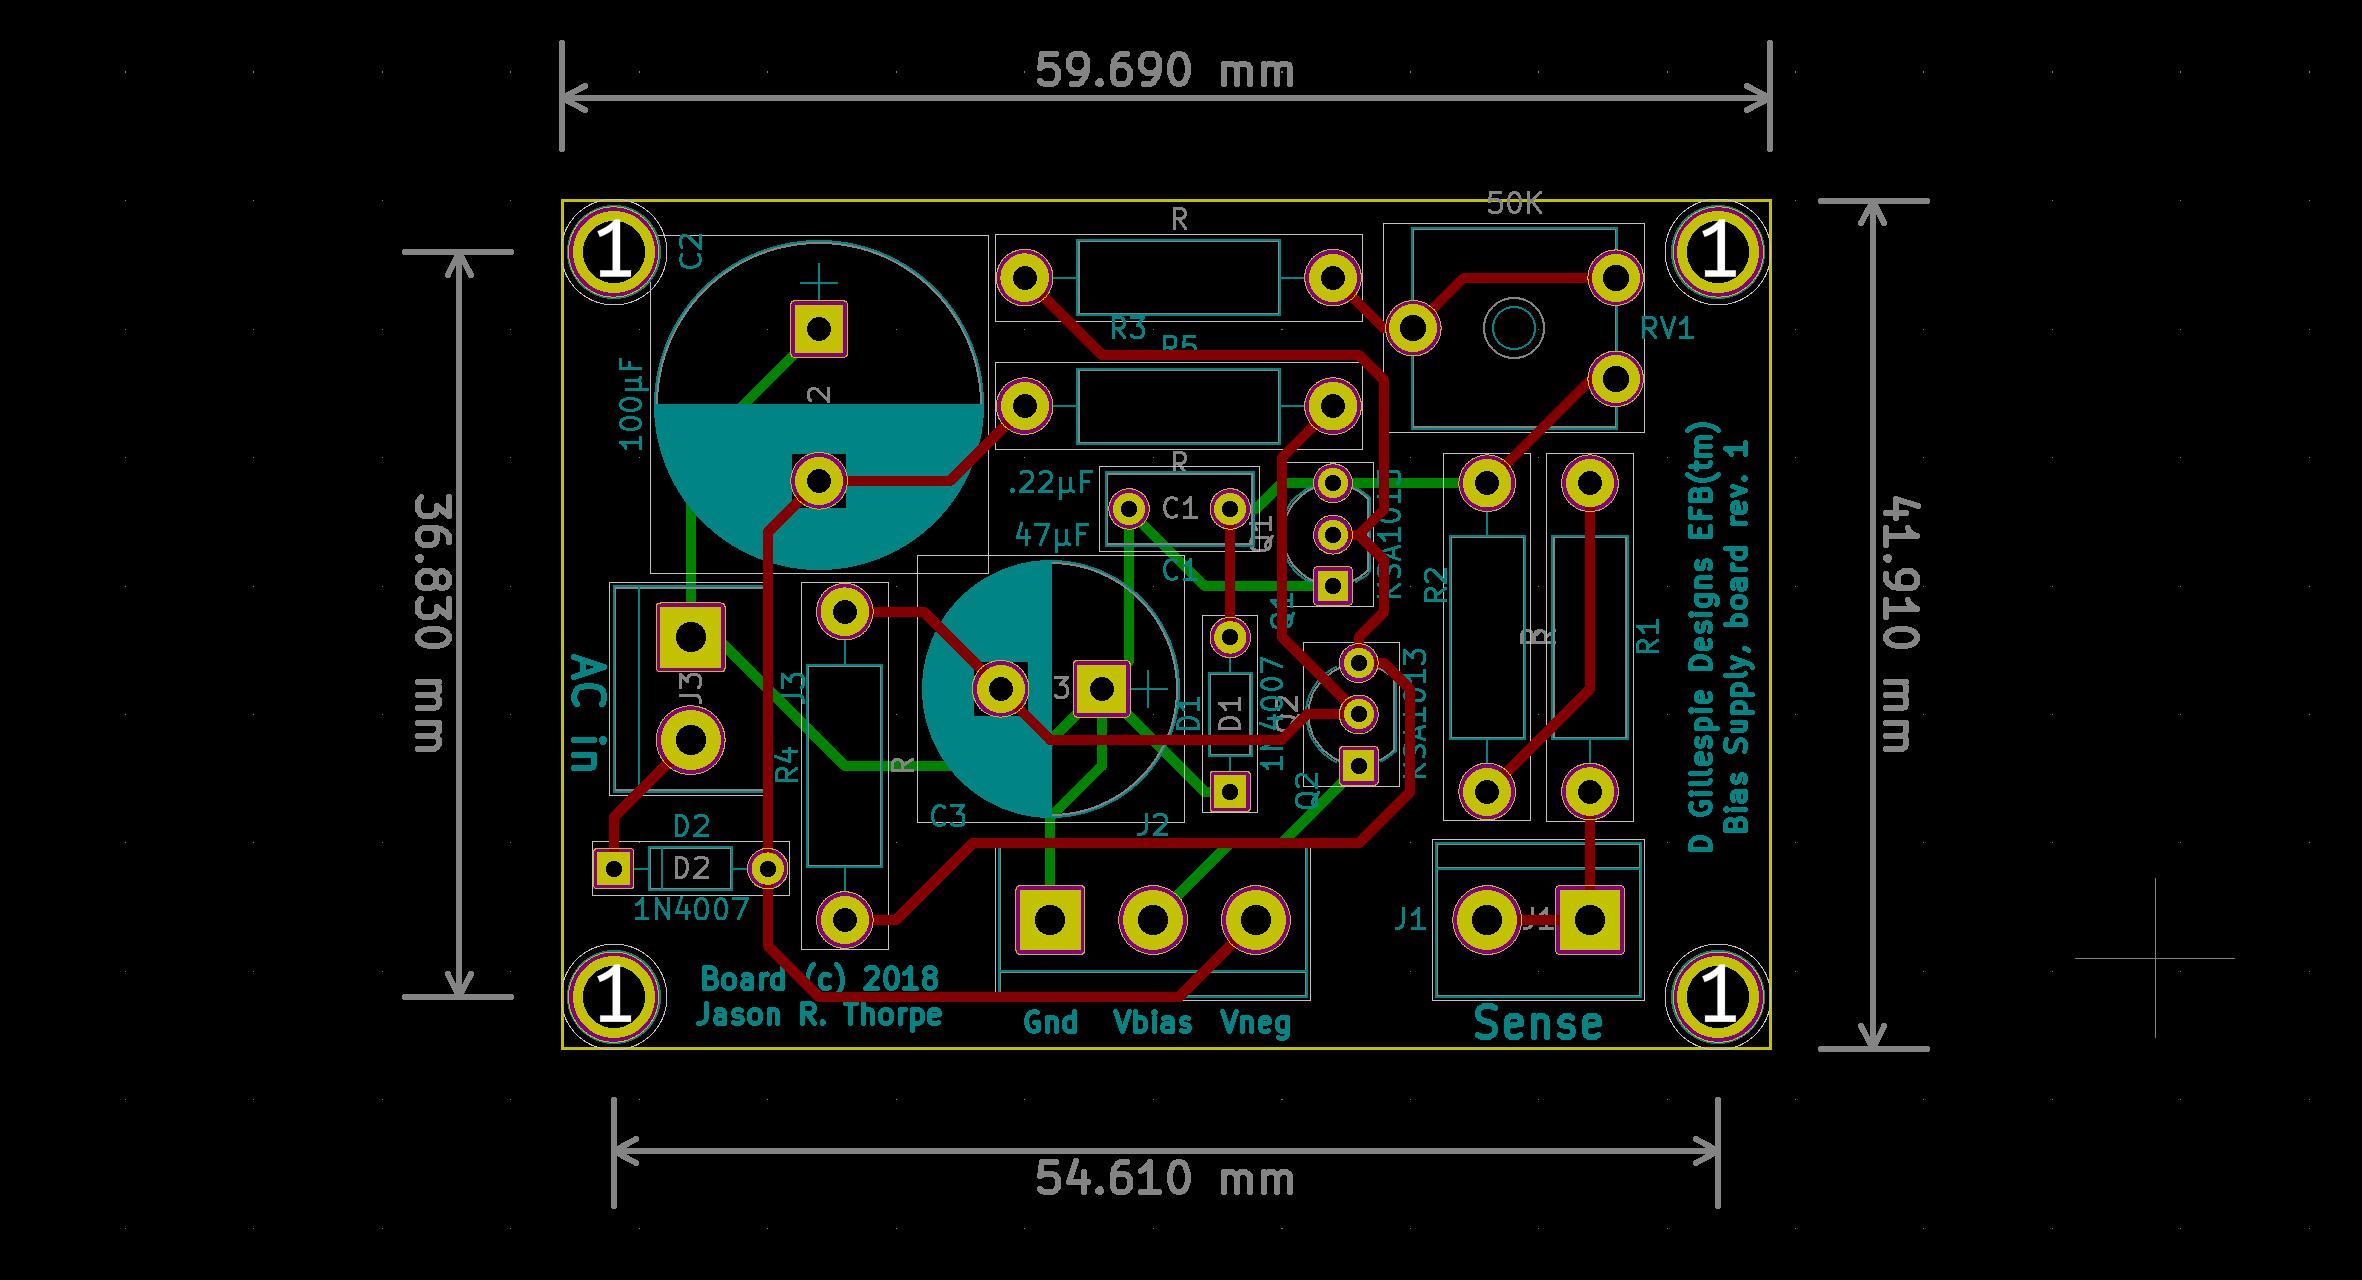 59.690 mm
50K
R
1
1
C2
R3
RV1
R5
100µF
2
36.830 mm
41.910 mm
R
.22µF
C1
47µF
Q1
KSA1013
C1
Q1
R2
R
R
R1
D Gillespie Designs EFB(tm)
Bias Supply, board rev. 1
AC in
J3
J3
3
D1
D1
1N4007
Q2
KSA1013
R4
R
Q2
C3
J2
D2
D2
1N4007
J1
J1
Board (c) 2018
Jason R. Thorpe
1
1
Gnd Vbias Vneg
Sense
54.610 mm